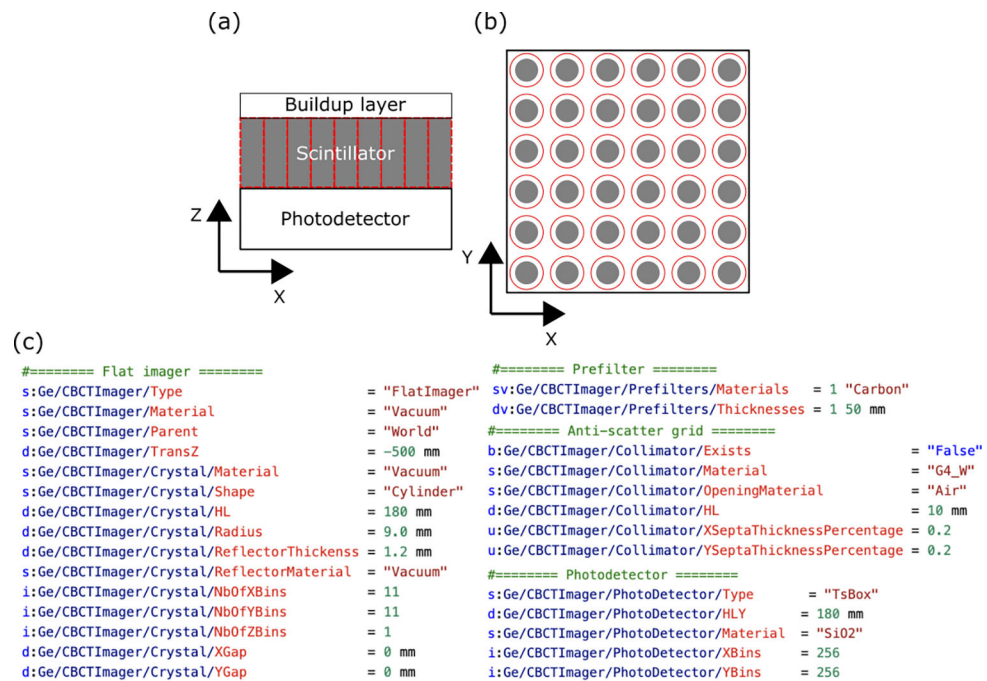 (a)
(b)
Buildup layer
Scintillator
Photodetector
Z
X
Y
X
(c)
#======== Flat imager ========
s:Ge/CBCTImager/Type = "FlatImager"
s:Ge/CBCTImager/Material = "Vacuum"
s:Ge/CBCTImager/Parent = "World"
d:Ge/CBCTImager/TransZ = -500 mm
s:Ge/CBCTImager/Crystal/Material = "Vacuum"
s:Ge/CBCTImager/Crystal/Shape = "Cylinder"
d:Ge/CBCTImager/Crystal/HL = 180 mm
d:Ge/CBCTImager/Crystal/Radius = 9.0 mm
d:Ge/CBCTImager/Crystal/ReflectorThickenss = 1.2 mm
s:Ge/CBCTImager/Crystal/ReflectorMaterial = "Vacuum"
i:Ge/CBCTImager/Crystal/NbOfXBins = 11
i:Ge/CBCTImager/Crystal/NbOfYBins = 11
i:Ge/CBCTImager/Crystal/NbOfZBins = 1
d:Ge/CBCTImager/Crystal/XGap = 0 mm
d:Ge/CBCTImager/Crystal/YGap = 0 mm
#======== Prefilter ========
sv:Ge/CBCTImager/Prefilters/Materials = 1 "Carbon"
dv:Ge/CBCTImager/Prefilters/Thicknesses = 1 50 mm
#======== Anti-scatter grid ========
b:Ge/CBCTImager/Collimator/Exists = "False"
s:Ge/CBCTImager/Collimator/Material = "G4_W"
s:Ge/CBCTImager/Collimator/OpeningMaterial = "Air"
d:Ge/CBCTImager/Collimator/HL = 10 mm
u:Ge/CBCTImager/Collimator/XSeptaThicknessPercentage = 0.2
u:Ge/CBCTImager/Collimator/YSeptaThicknessPercentage = 0.2
#======== Photodetector ========
s:Ge/CBCTImager/PhotoDetector/Type = "TsBox"
d:Ge/CBCTImager/PhotoDetector/HLY = 180 mm
s:Ge/CBCTImager/PhotoDetector/Material = "SiO2"
i:Ge/CBCTImager/PhotoDetector/XBins = 256
i:Ge/CBCTImager/PhotoDetector/YBins = 256